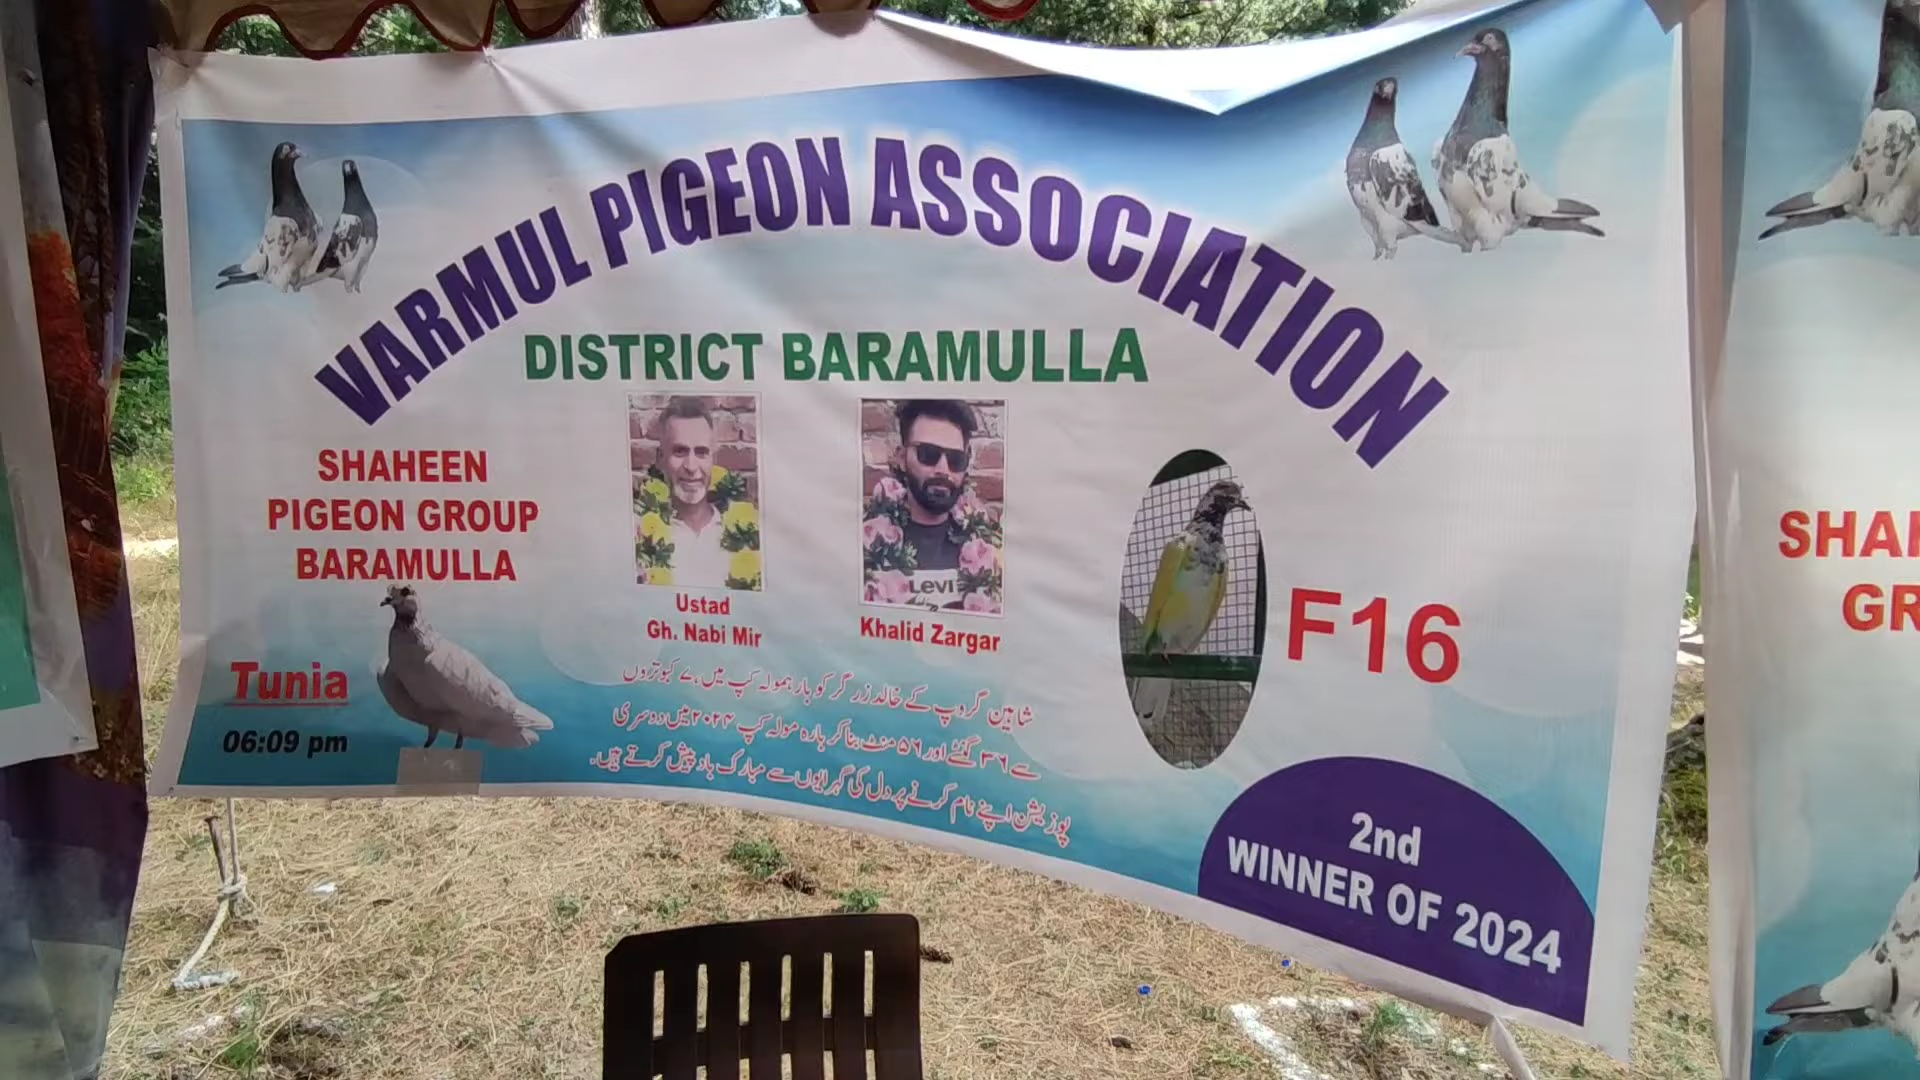 VARMUL PIGEON ASSOCIATION
DISTRICT BARAMULLA
SHAHEEN
PIGEON GROUP
BARAMULLA
Tunia
06:09 pm
Ustad
Gh. Nabi Mir
LEVI
Khalid Zargar
شاہین گروپ کے خالد زرگر کو بارہمولہ کپ میں ۷ کبوتروں
سے ۳۶ گھنٹے اور ۵۶ منٹ بنا کر بارہ مولہ کپ ۲۰۲۴ میں دوسری
پوزیشن اپنے نام کرنے پر دل کی گہرایوں سے مبارک باد پیش کرتے ہیں۔
F16
2nd
WINNER OF 2024
SHA
GR